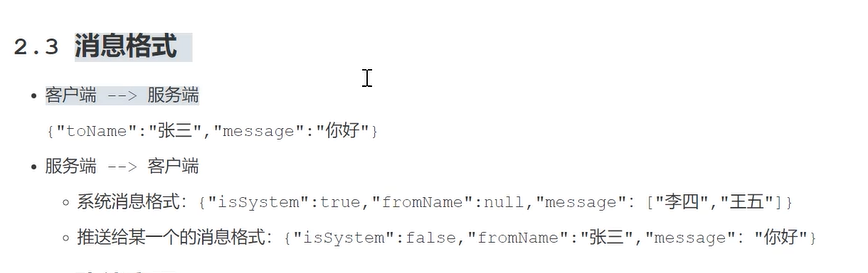 2.3 消息格式
• 客户端 --> 服务端
{"toName":"张三","message":"你好"}
• 服务端 --> 客户端
◦ 系统消息格式：{"isSystem":true,"fromName":null,"message": ["李四","王五"]}
◦ 推送给某一个的消息格式：{"isSystem":false,"fromName":"张三","message": "你好"}